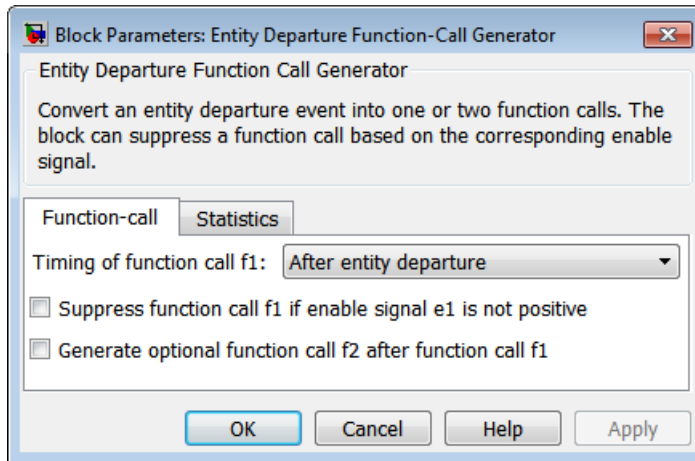 Block Parameters: Entity Departure Function-Call Generator
Entity Departure Function Call Generator
Convert an entity departure event into one or two function calls. The
block can suppress a function call based on the corresponding enable
signal.
Function-call Statistics
Timing of function call f1: After entity departure
Suppress function call f1 if enable signal e1 is not positive
Generate optional function call f2 after function call f1
OK Cancel Help Apply